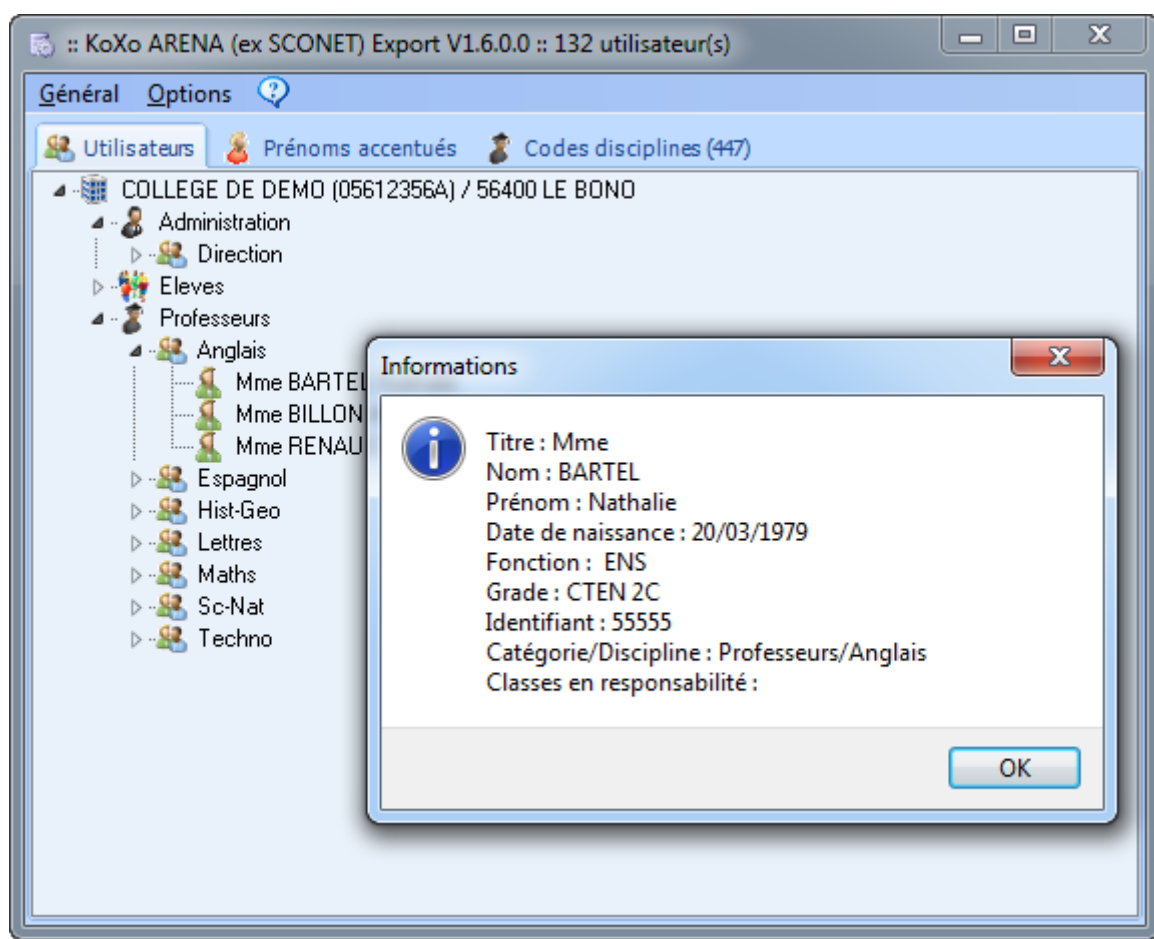 :: KoXo ARENA (ex SCONET) Export V1.6.0.0 :: 132 utilisateur(s)
Général Options
Utilisateurs Prénoms accentués Codes disciplines (447)
COLLEGE DE DEMO (05612356A) / 56400 LE BONO
Administration
Direction
Eleves
Professeurs
Anglais
Mme BARTEL
Mme BILLON
Mme RENAU
Espagnol
Hist-Geo
Lettres
Maths
Sc-Nat
Techno
Informations
Titre : Mme
Nom : BARTEL
Prénom : Nathalie
Date de naissance : 20/03/1979
Fonction : ENS
Grade : CTEN 2C
Identifiant : 55555
Catégorie/Discipline : Professeurs/Anglais
Classes en responsabilité :
OK